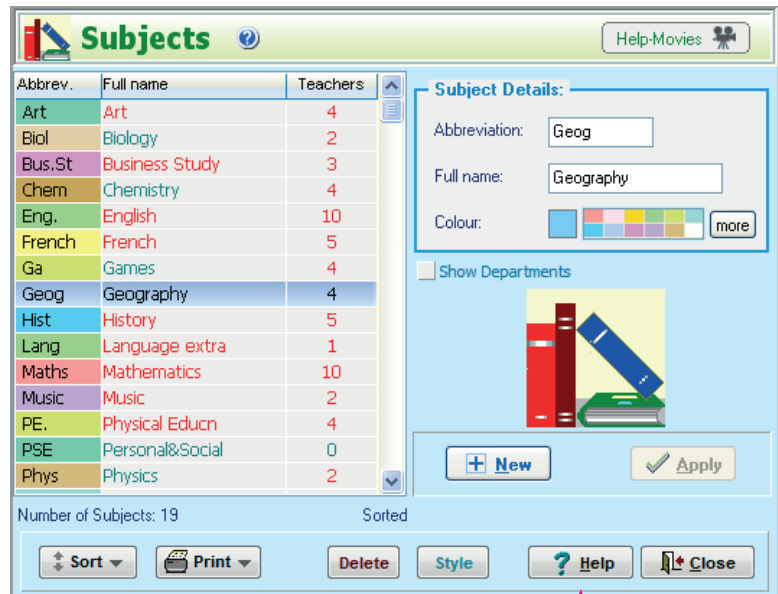 Subjects ?
Help-Movies
Abbrev. Full name Teachers
Art Art 4
Biol Biology 2
Bus.St Business Study 3
Chem Chemistry 4
Eng. English 10
French French 5
Ga Games 4
Geog Geography 4
Hist History 5
Lang Language extra 1
Maths Mathematics 10
Music Music 2
PE. Physical Educn 4
PSE Personal&Social 0
Phys Physics 2
Number of Subjects: 19 Sorted
Subject Details:
Abbreviation: Geog
Full name: Geography
Colour: more
Show Departments
New Apply
Sort Print Delete Style ? Help Close